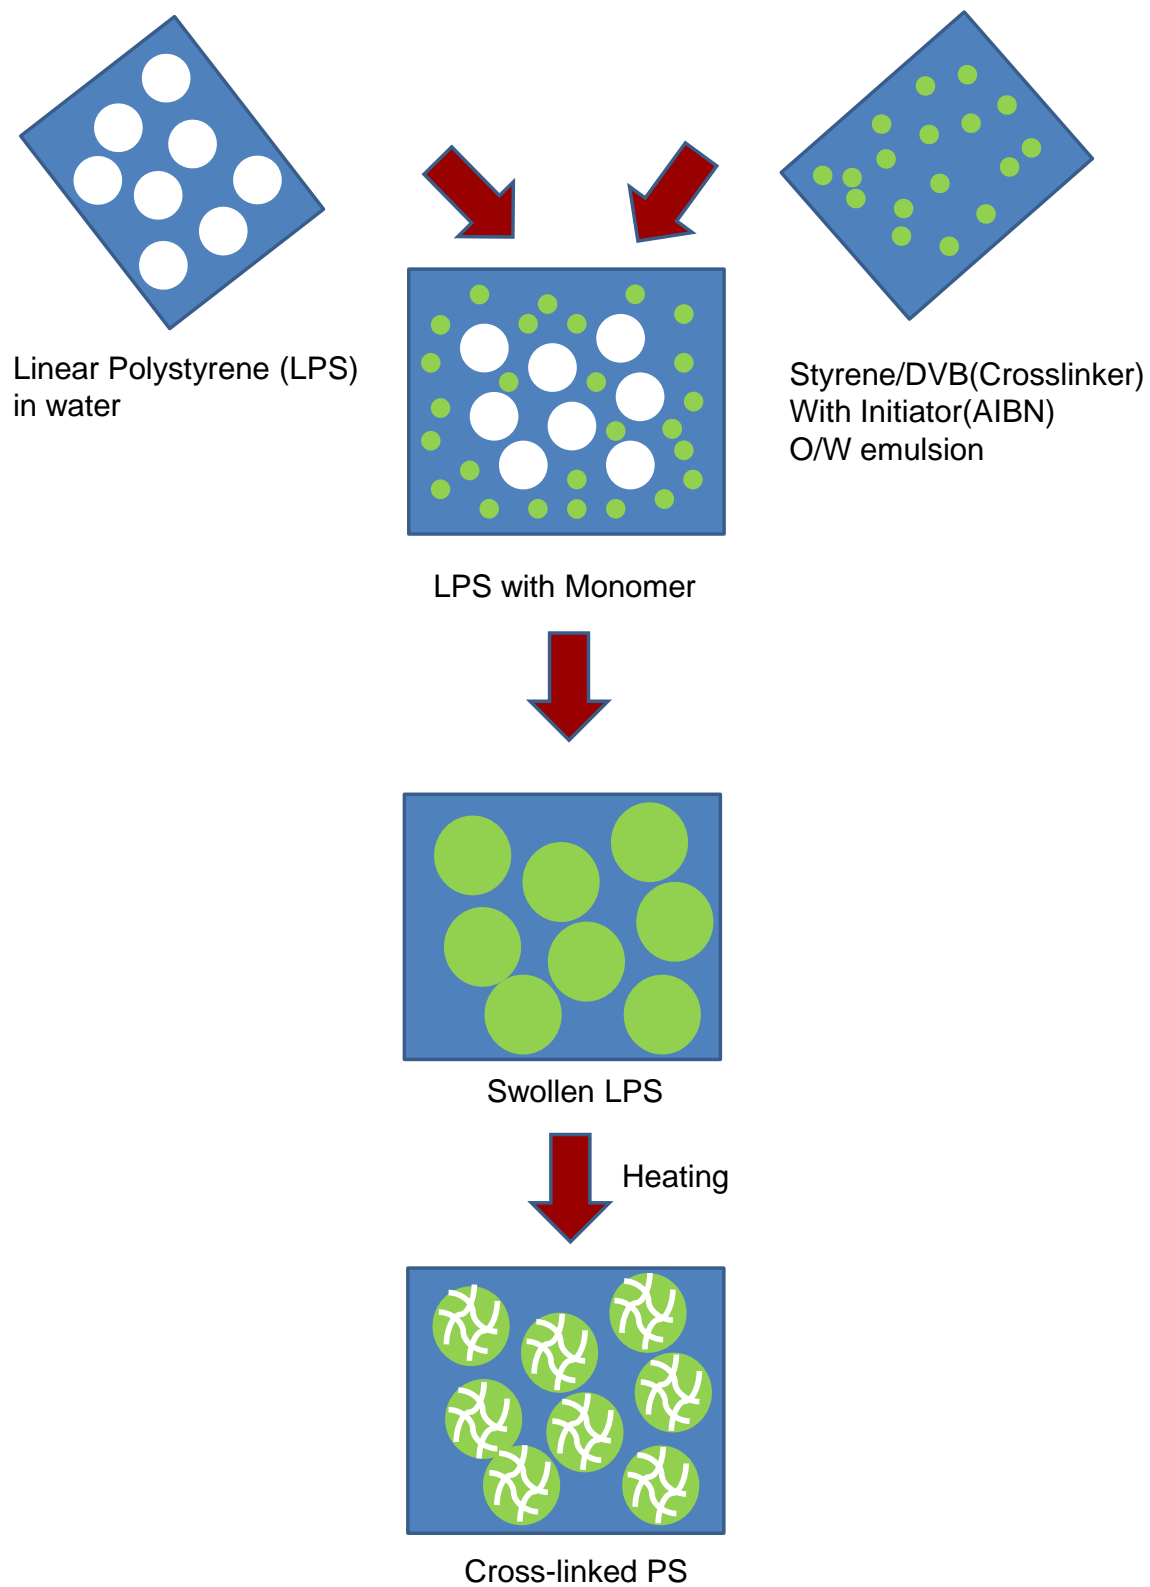 Linear Polystyrene (LPS)
in water
Styrene/DVB(Crosslinker)
With Initiator(AIBN)
O/W emulsion
LPS with Monomer
Swollen LPS
Heating
Cross-linked PS